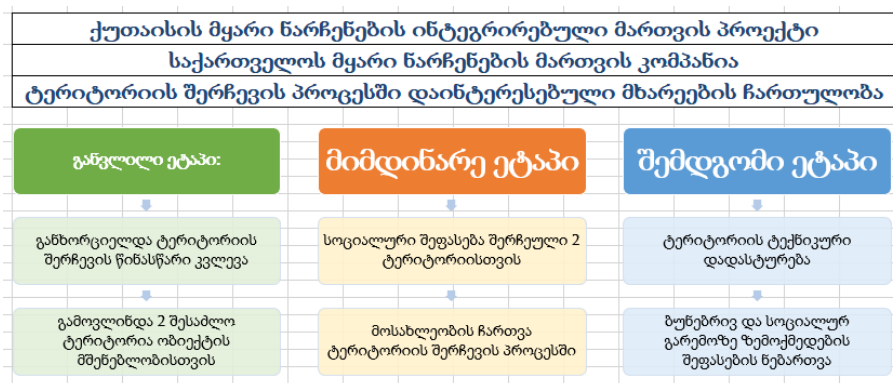 ქუთაისის მყარი ნარჩენების ინტეგრირებული მართვის პროექტი
საქართველოს მყარი ნარჩენების მართვის კომპანია
ტერიტორიის შერჩევის პროცესში დაინტერესებული მხარეების ჩართულობა
განვლილი ეტაპი:
განხორციელდა ტერიტორიის
შერჩევის წინასწარი კვლევა
გამოვლინდა 2 შესაძლო
ტერიტორია ობიექტის
მშენებლობისთვის
მიმდინარე ეტაპი
სოციალური შეფასება შერჩეული 2
ტერიტორიისთვის
მოსახლეობის ჩართვა
ტერიტორიის შერჩევის პროცესში
შემდგომი ეტაპი
ტერიტორიის ტექნიკური
დადასტურება
ბუნებრივ და სოციალურ
გარემოზე ზემოქმედების
შეფასების ნებართვა